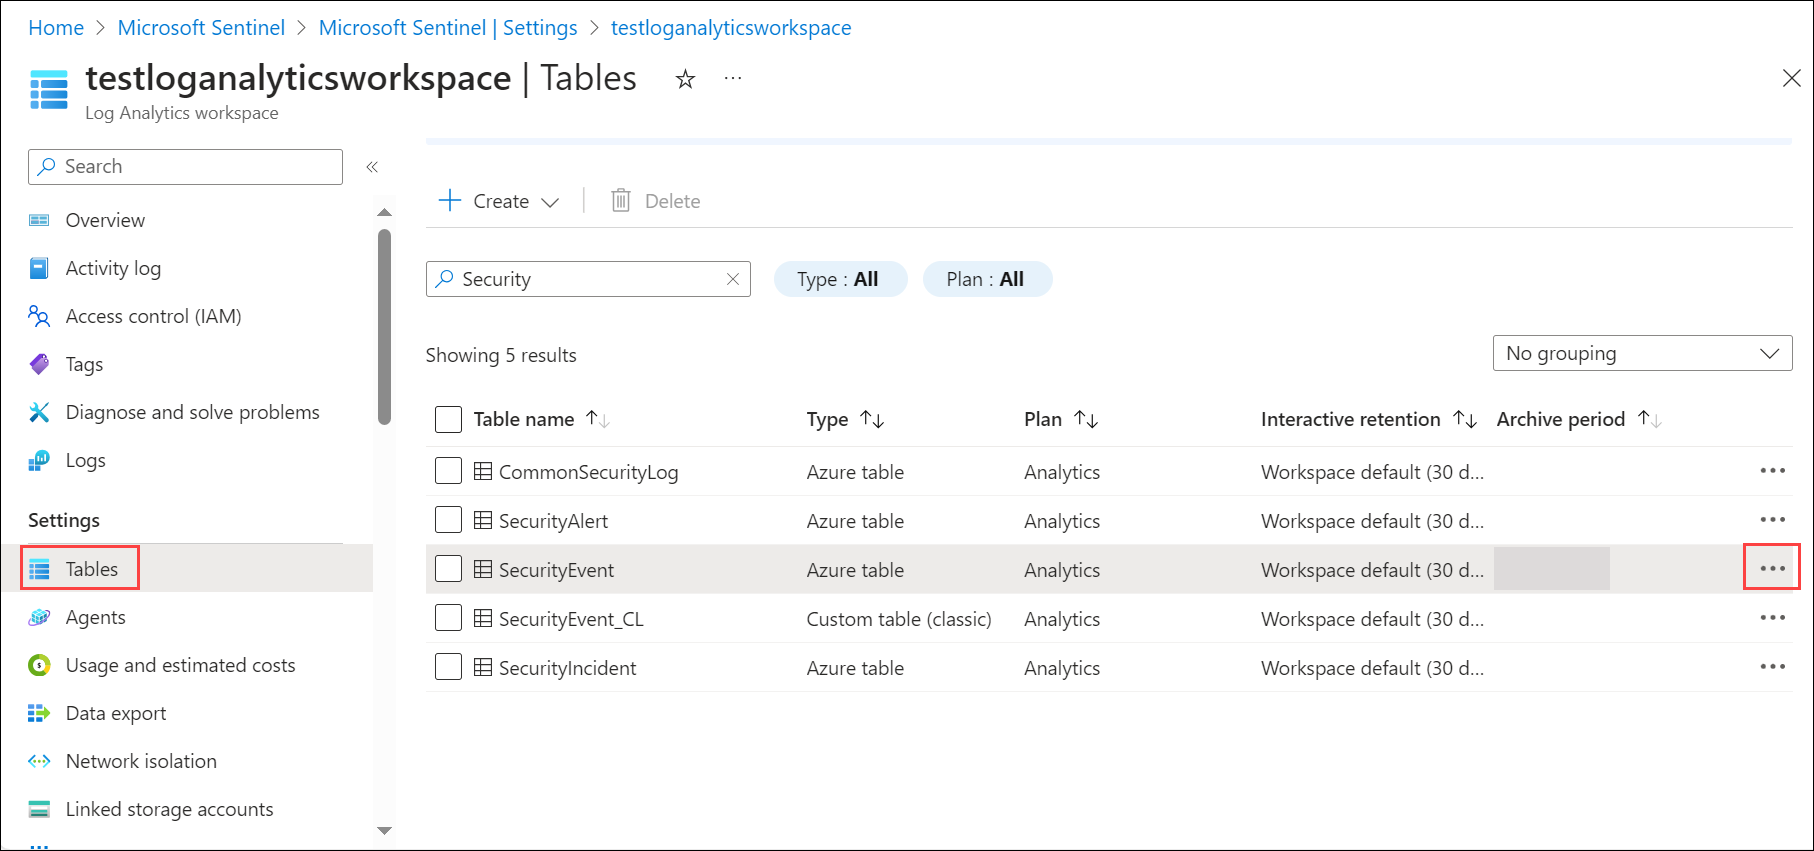 Home > Microsoft Sentinel > Microsoft Sentinel | Settings > testloganalyticsworkspace
testloganalyticsworkspace | Tables
Log Analytics workspace
Search
Overview
Activity log
Access control (IAM)
Tags
Diagnose and solve problems
Logs
Settings
Tables
Agents
Usage and estimated costs
Data export
Network isolation
Linked storage accounts
Create
Delete
Security
Type : All
Plan : All
Showing 5 results
No grouping
Table name Type Plan Interactive retention Archive period
CommonSecurityLog Azure table Analytics Workspace default (30 d...
SecurityAlert Azure table Analytics Workspace default (30 d...
SecurityEvent Azure table Analytics Workspace default (30 d...
SecurityEvent_CL Custom table (classic) Analytics Workspace default (30 d...
SecurityIncident Azure table Analytics Workspace default (30 d...